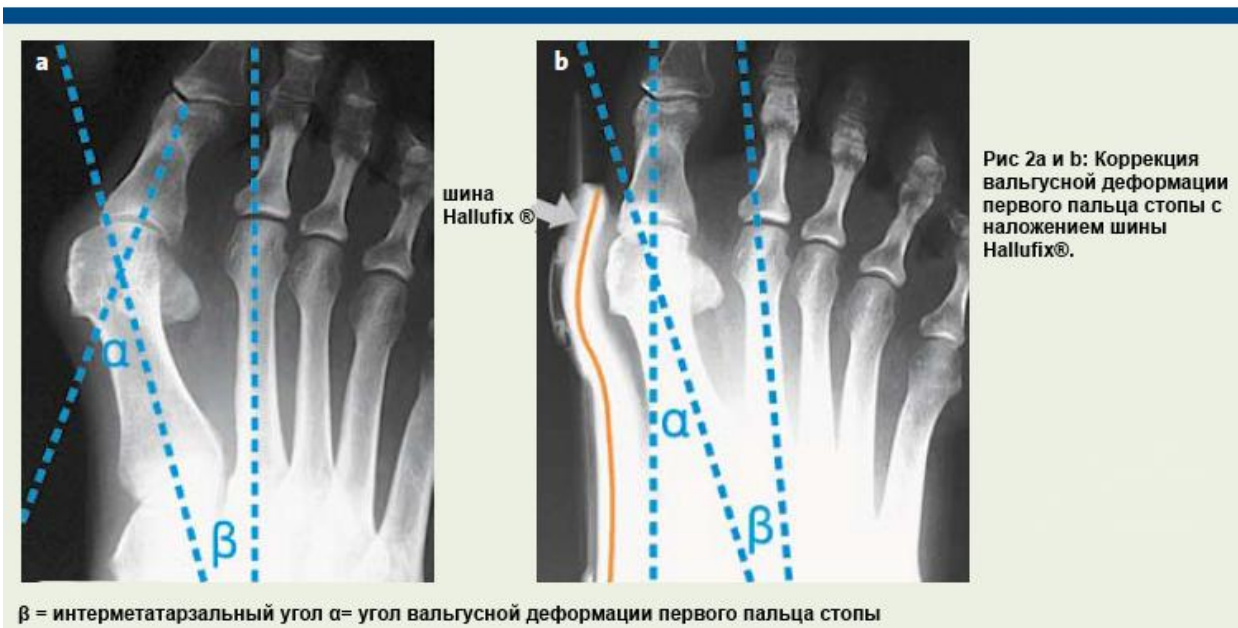 a
α
β
шина
Hallufix ®
b
α
β
Рис 2a и b: Коррекция
вальгусной деформации
первого пальца стопы с
наложением шины
Hallufix®.
β = интерметатарзальный угол α= угол вальгусной деформации первого пальца стопы